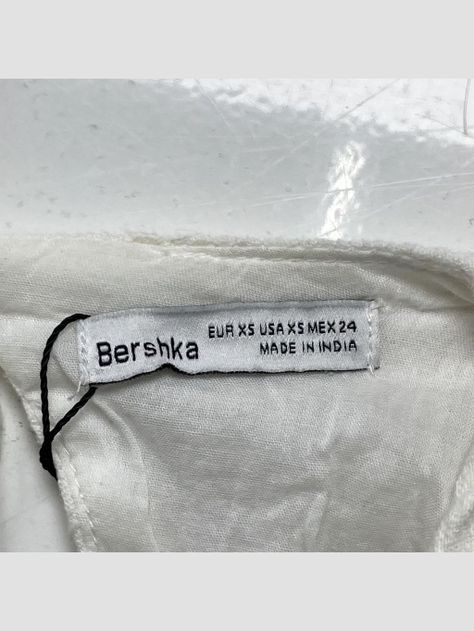 Bershka
EUR XS USA XS MEX 24
MADE IN INDIA